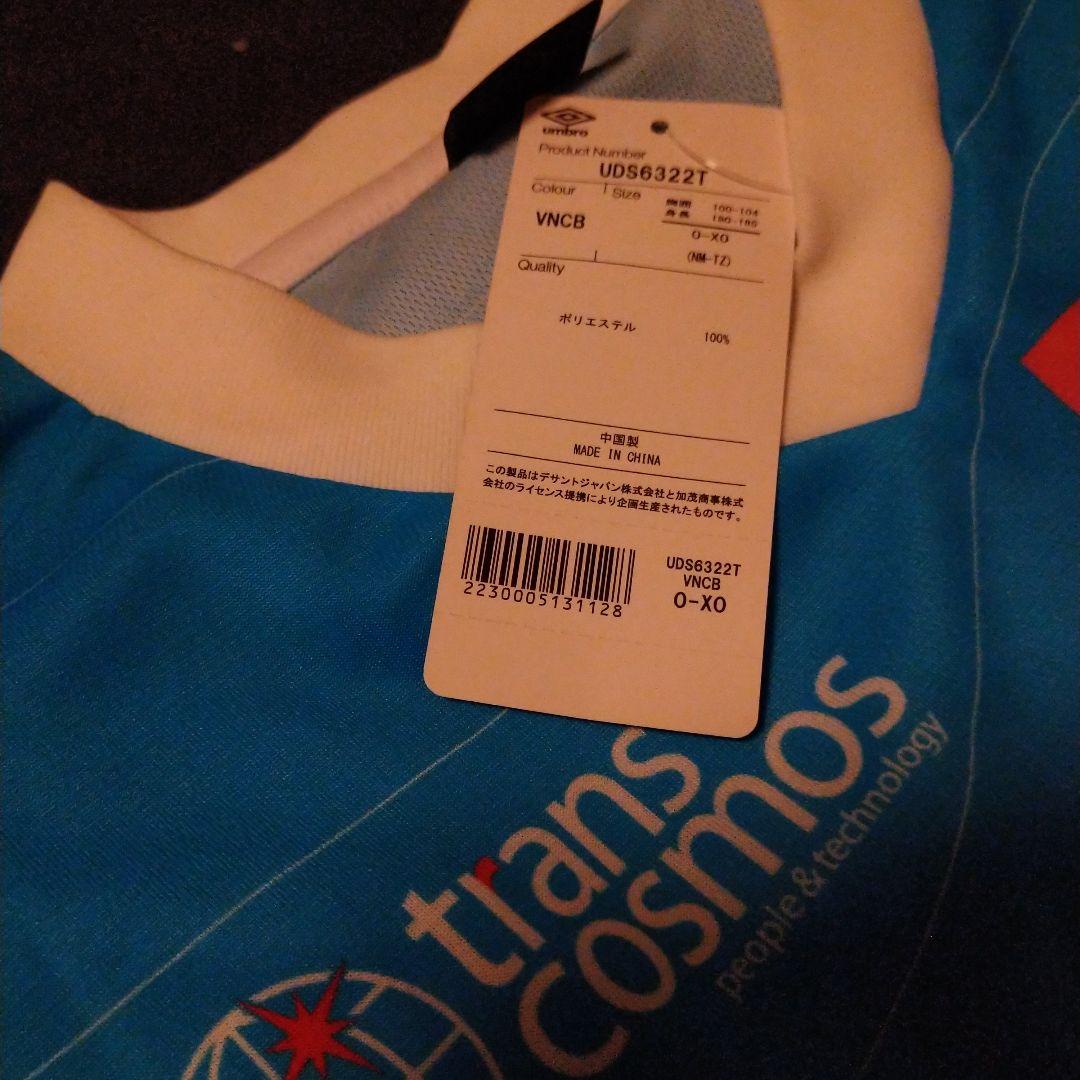 umbro
Product Number
UDS6322T
Colour
Size
VNCB
胸囲 100-104
身長 180-185
O-XO
(NM-TZ)
Quality
ポリエステル 100%
中国製
MADE IN CHINA
この製品はデサントジャパン株式会社と加茂商事株式
会社のライセンス提携により企画生産されたものです。
2230005131128
UDS6322T
VNCB
O-XO
trans
cosmos
people & technology